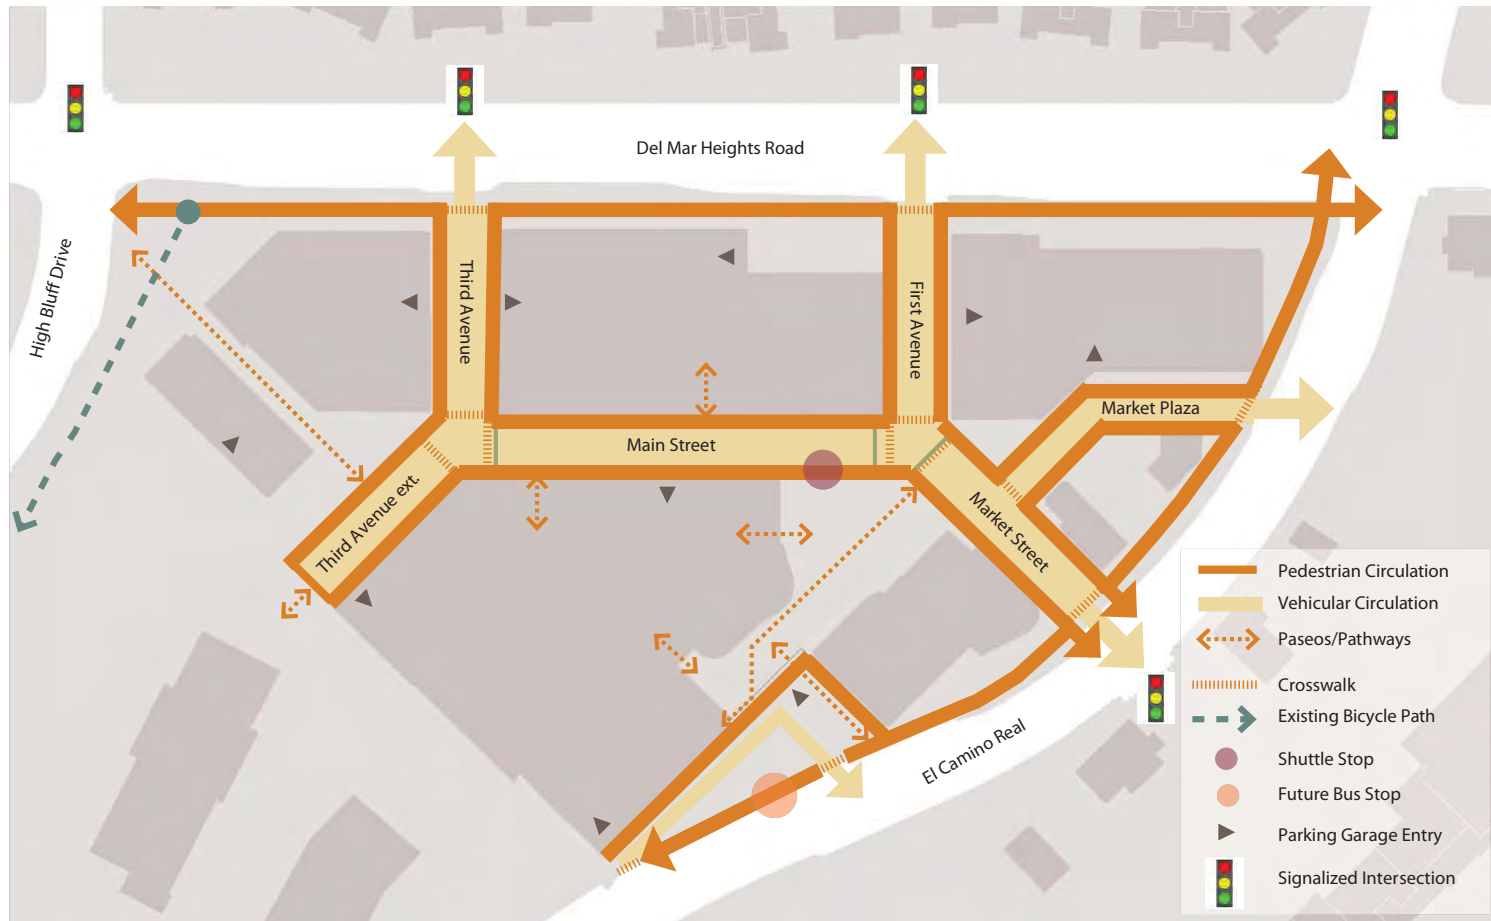 Del Mar Heights Road
High Bluff Drive
Third Avenue
First Avenue
Market Plaza
Main Street
Third Avenue ext.
Market Street
El Camino Real
Pedestrian Circulation
Vehicular Circulation
Paseos/Pathways
Crosswalk
Existing Bicycle Path
Shuttle Stop
Future Bus Stop
Parking Garage Entry
Signalized Intersection